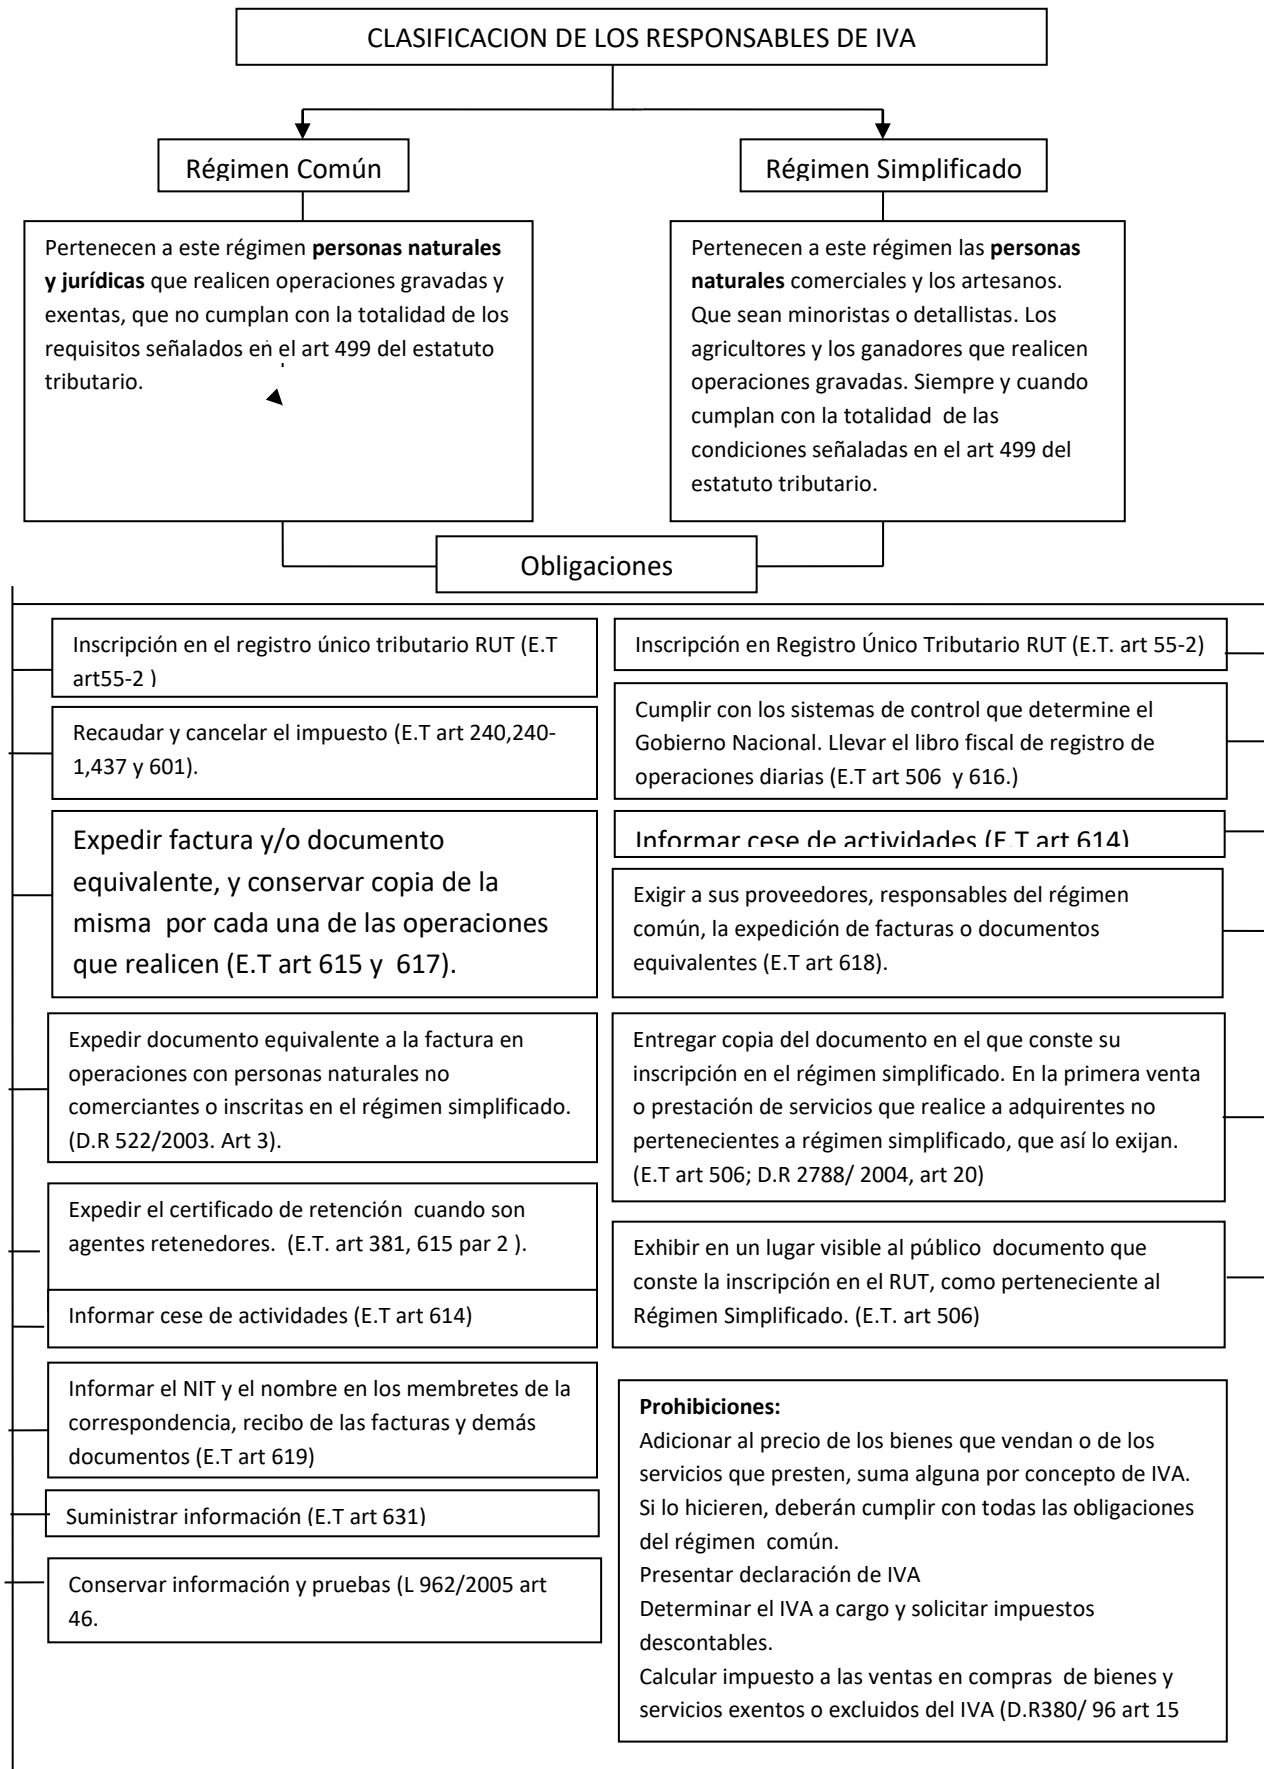 CLASIFICACION DE LOS RESPONSABLES DE IVA
Régimen Común
Régimen Simplificado
Pertenecen a este régimen personas naturales
y jurídicas que realicen operaciones gravadas y
exentas, que no cumplan con la totalidad de los
requisitos señalados en el art 499 del estatuto
tributario.
Pertenecen a este régimen las personas
naturales comerciales y los artesanos.
Que sean minoristas o detallistas. Los
agricultores y los ganadores que realicen
operaciones gravadas. Siempre y cuando
cumplan con la totalidad de las
condiciones señaladas en el art 499 del
estatuto tributario.
Obligaciones
Inscripción en el registro único tributario RUT (E.T
art55-2 )
Recaudar y cancelar el impuesto (E.T art 240,240-
1,437 y 601).
Expedir factura y/o documento
equivalente, y conservar copia de la
misma por cada una de las operaciones
que realicen (E.T art 615 y 617).
Expedir documento equivalente a la factura en
operaciones con personas naturales no
comerciantes o inscritas en el régimen simplificado.
(D.R 522/2003. Art 3).
Expedir el certificado de retención cuando son
agentes retenedores. (E.T. art 381, 615 par 2 ).
Informar cese de actividades (E.T art 614)
Informar el NIT y el nombre en los membretes de la
correspondencia, recibo de las facturas y demás
documentos (E.T art 619)
Suministrar información (E.T art 631)
Conservar información y pruebas (L 962/2005 art
46.
Inscripción en Registro Único Tributario RUT (E.T. art 55-2)
Cumplir con los sistemas de control que determine el
Gobierno Nacional. Llevar el libro fiscal de registro de
operaciones diarias (E.T art 506 y 616.)
Informar cese de actividades (E.T art 614)
Exigir a sus proveedores, responsables del régimen
común, la expedición de facturas o documentos
equivalentes (E.T art 618).
Entregar copia del documento en el que conste su
inscripción en el régimen simplificado. En la primera venta
o prestación de servicios que realice a adquirentes no
pertenecientes a régimen simplificado, que así lo exijan.
(E.T art 506; D.R 2788/ 2004, art 20)
Exhibir en un lugar visible al público documento que
conste la inscripción en el RUT, como perteneciente al
Régimen Simplificado. (E.T. art 506)
Prohibiciones:
Adicionar al precio de los bienes que vendan o de los
servicios que presten, suma alguna por concepto de IVA.
Si lo hicieren, deberán cumplir con todas las obligaciones
del régimen común.
Presentar declaración de IVA
Determinar el IVA a cargo y solicitar impuestos
descontables.
Calcular impuesto a las ventas en compras de bienes y
servicios exentos o excluidos del IVA (D.R380/ 96 art 15